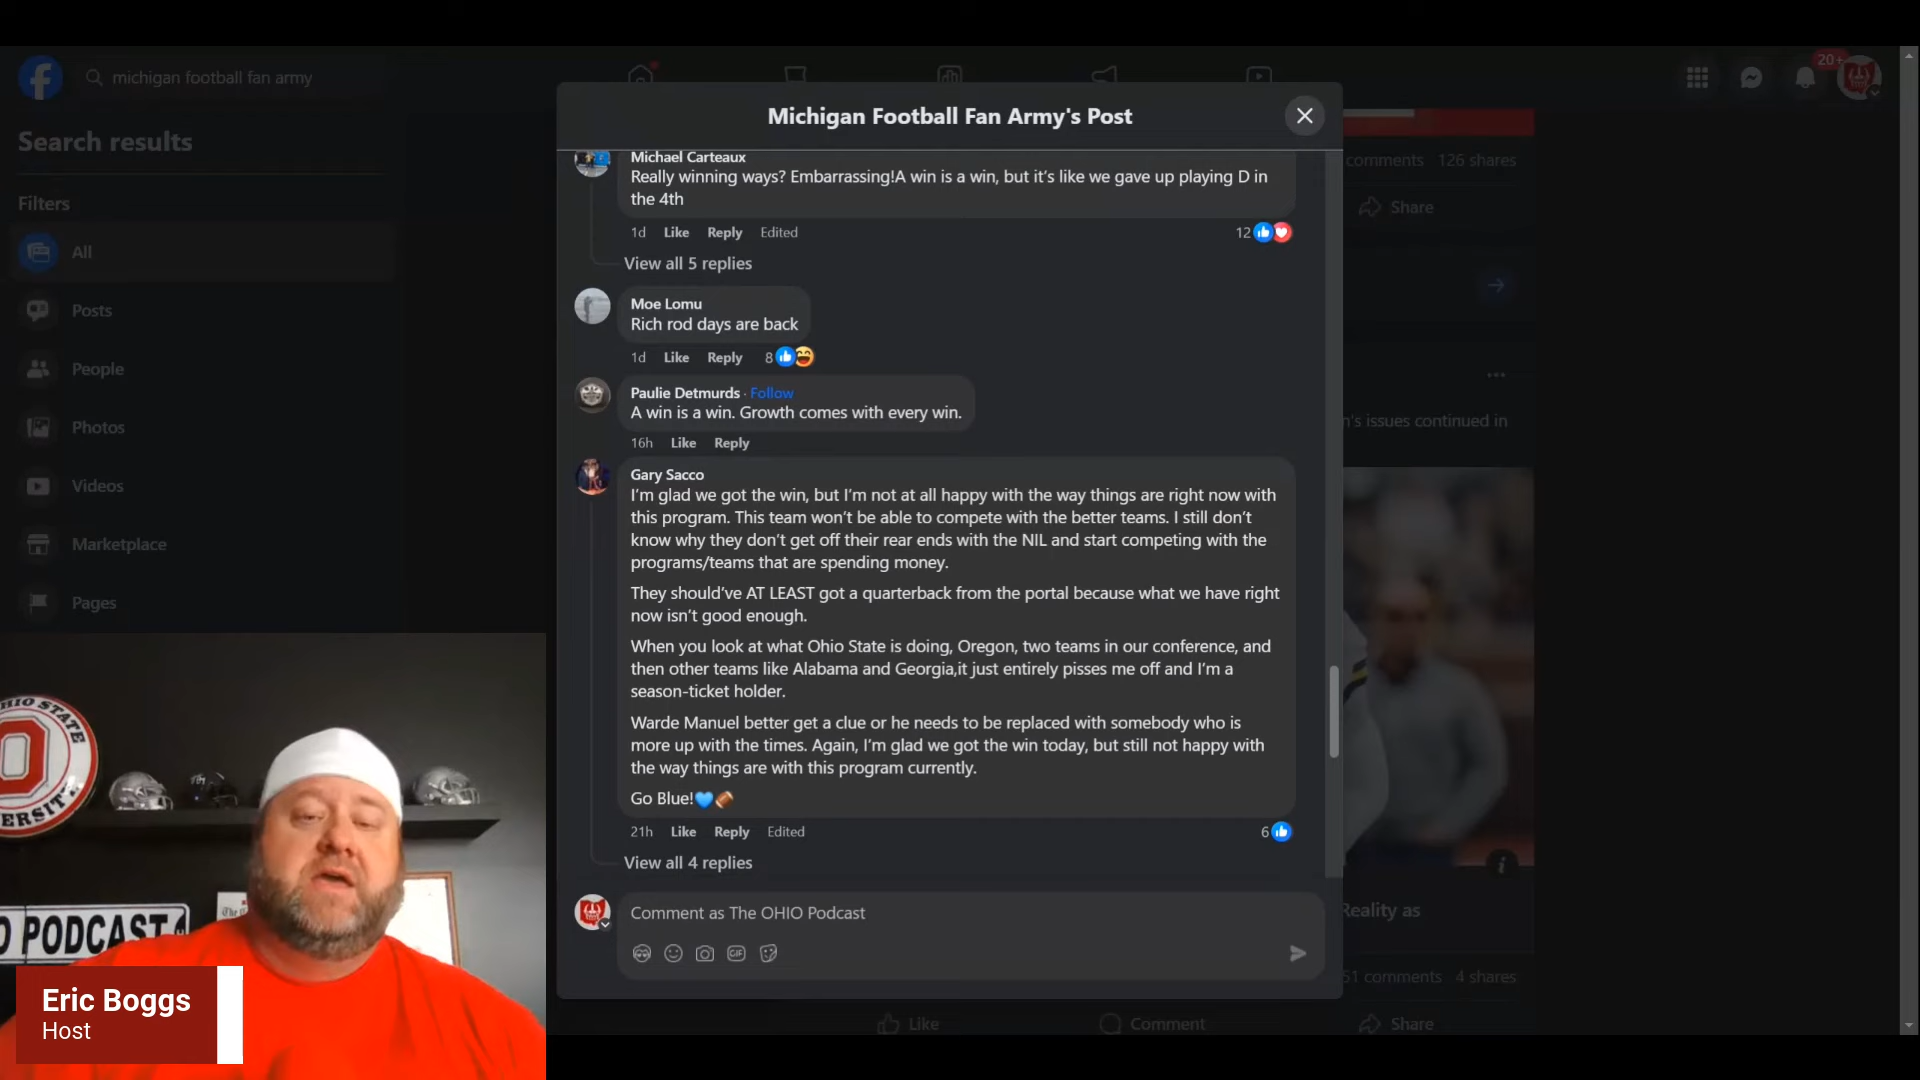 michigan football fan army
20+
Search results
Filters
All
Posts
People
Photos
Videos
Marketplace
Pages
Michigan Football Fan Army's Post
Michael Carteaux
Really winning ways? Embarrassing!A win is a win, but it's like we gave up playing D in
the 4th
1d Like Reply Edited
12
View all 5 replies
Moe Lomu
Rich rod days are back
1d Like Reply 8
Paulie Detmurds · Follow
A win is a win. Growth comes with every win.
16h Like Reply
Gary Sacco
I'm glad we got the win, but I'm not at all happy with the way things are right now with
this program. This team won't be able to compete with the better teams. I still don't
know why they don't get off their rear ends with the NIL and start competing with the
programs/teams that are spending money.
They should've AT LEAST got a quarterback from the portal because what we have right
now isn't good enough.
When you look at what Ohio State is doing, Oregon, two teams in our conference, and
then other teams like Alabama and Georgia,it just entirely pisses me off and I'm a
season-ticket holder.
Warde Manuel better get a clue or he needs to be replaced with somebody who is
more up with the times. Again, I'm glad we got the win today, but still not happy with
the way things are with this program currently.
Go Blue!💙🏈
21h Like Reply Edited
6
View all 4 replies
Comment as The OHIO Podcast
GIF
comments 126 shares
Share
n's issues continued in
Reality as
51 comments 4 shares
Like Comment Share
HIO STATE
ERSITY
O PODCAST
Eric Boggs
Host